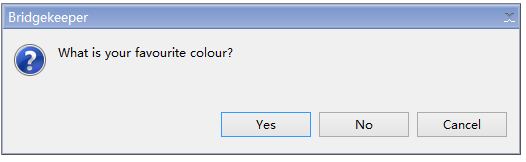 Bridgekeeper
What is your favourite colour?
Yes
No
Cancel